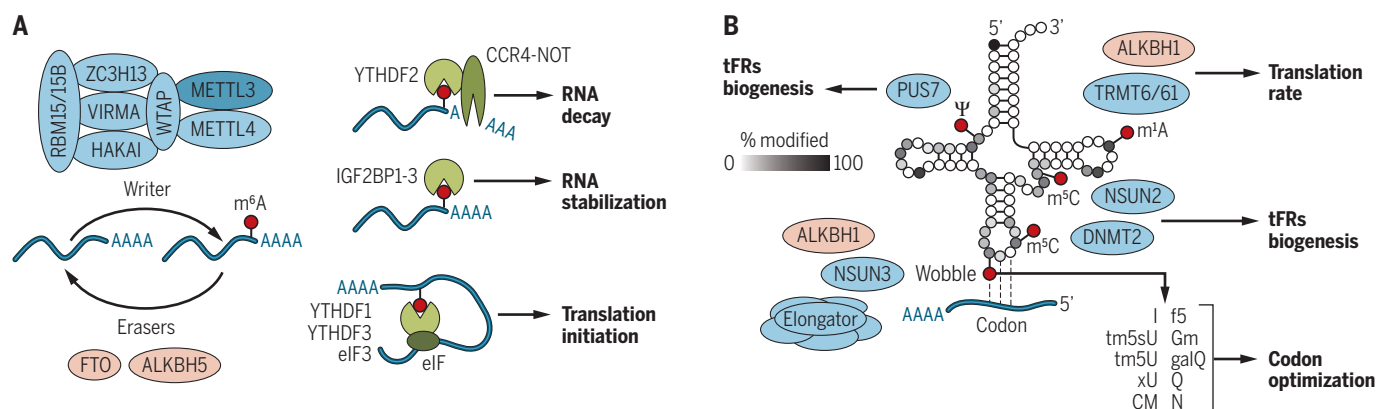 A
RBM15/15B
ZC3H13
VIRMA
HAKAI
WTAP
METTL3
METTL4
Writer
m⁶A
AAAA
AAAA
Erasers
FTO
ALKBH5
CCR4-NOT
YTHDF2
A
AAA
RNA
decay
IGF2BP1-3
AAAA
RNA
stabilization
AAAA
YTHDF1
YTHDF3
eIF3
eIF
Translation
initiation
B
5’
3’
tFRs
biogenesis
PUS7
Ψ
% modified
0
100
ALKBH1
TRMT6/61
Translation
rate
m¹A
m⁵C
NSUN2
DNMT2
tFRs
biogenesis
m⁵C
ALKBH1
NSUN3
Elongator
Wobble
AAAA
5’
Codon
I f5
tm5sU Gm
tm5U galQ
xU Q
CM N
Codon
optimization